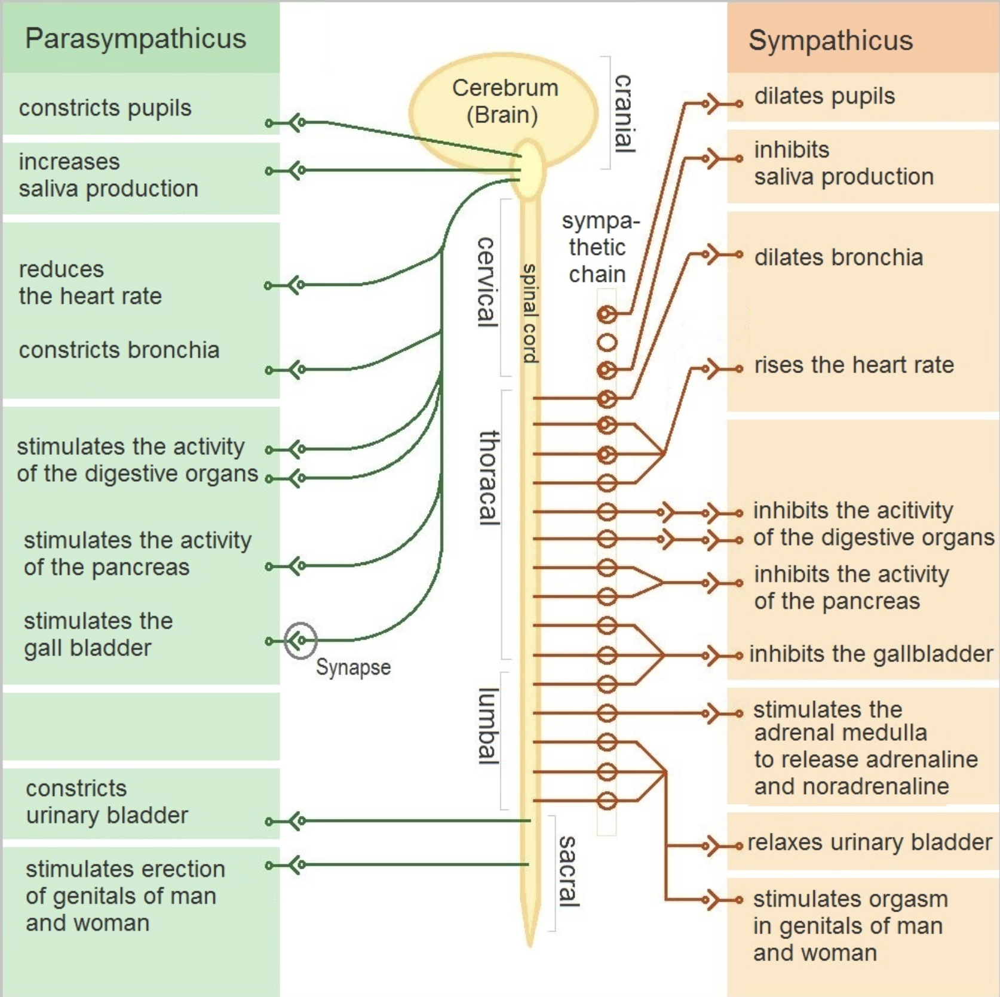 Parasympathicus
constricts pupils
increases
saliva production
reduces
the heart rate
constricts bronchia
stimulates the activity
of the digestive organs
stimulates the activity
of the pancreas
stimulates the
gall bladder
Synapse
constricts
urinary bladder
stimulates erection
of genitals of man
and woman
Cerebrum
(Brain)
cranial
cervical
spinal cord
thoracal
lumbal
sacral
sympa-
thetic
chain
Sympathicus
dilates pupils
inhibits
saliva production
dilates bronchia
rises the heart rate
inhibits the acitivity
of the digestive organs
inhibits the activity
of the pancreas
inhibits the gallbladder
stimulates the
adrenal medulla
to release adrenaline
and noradrenaline
relaxes urinary bladder
stimulates orgasm
in genitals of man
and woman